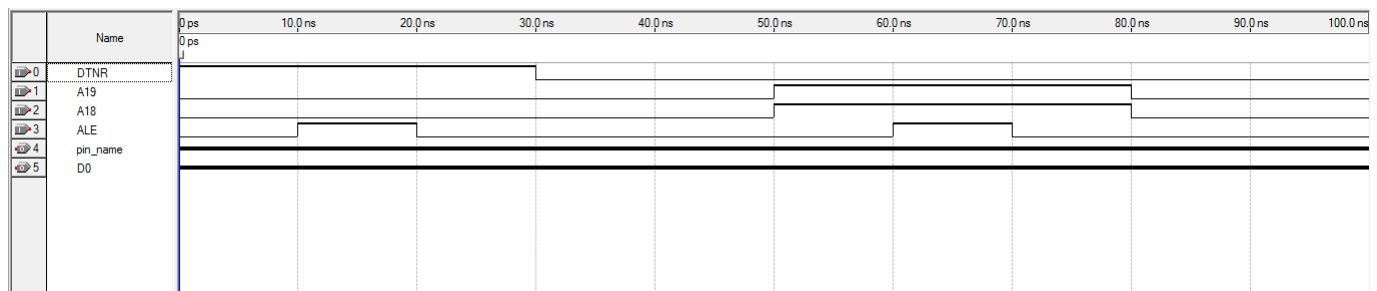 0 ps 10.0 ns 20.0 ns 30.0 ns 40.0 ns 50.0 ns 60.0 ns 70.0 ns 80.0 ns 90.0 ns 100.0 ns
Name
0 ps
0 DTNR
1 A19
2 A18
3 ALE
4 pin_name
5 D0